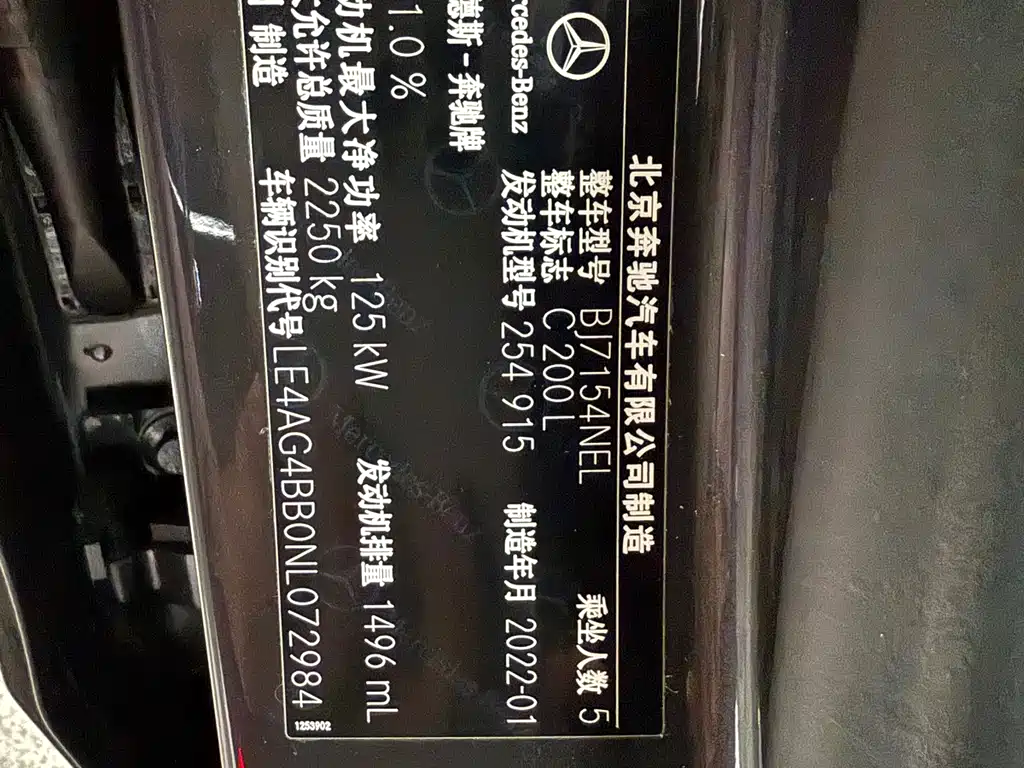 北京奔驰汽车有限公司制造
整车型号 BJ7154NEL 乘坐人数 5
整车标志 C 200 L
rcedes-Benz 发动机型号 254 915 制造年月 2022-01
德斯-奔驰牌
1.0 %
动机最大净功率 125 kW 发动机排量 1496 mL
允许总质量 2250 kg
制造 车辆识别代号 LE4AG4BB0NL072984
1253902